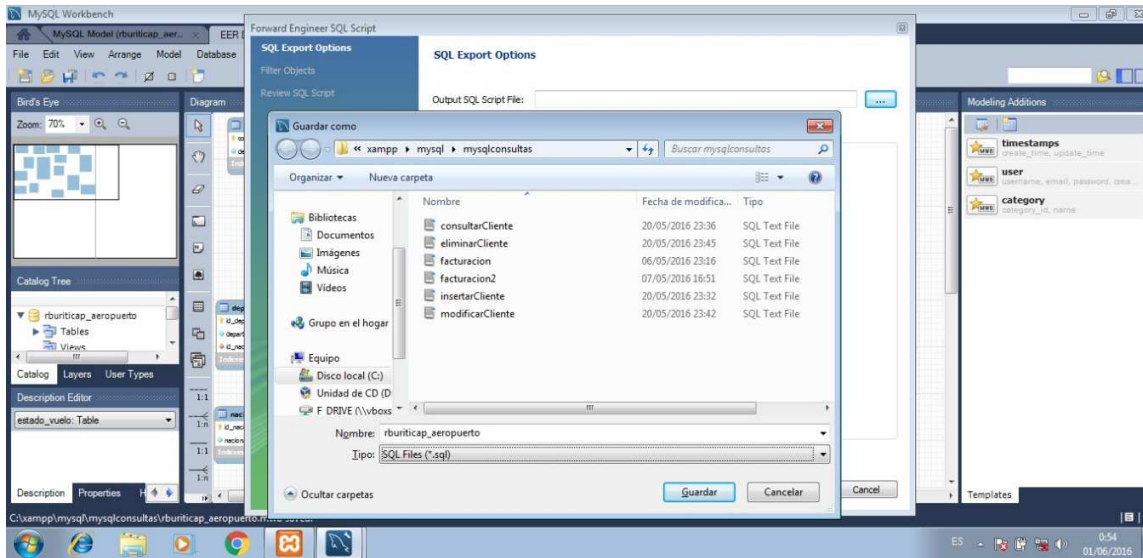 MySQL Workbench
MySQL Model (rburiticap_aer...
EER
File Edit View Arrange Model Database
Bird's Eye
Zoom: 70%
Catalog Tree
rburiticap_aeropuerto
Tables
Views
Catalog Layers User Types
Description Editor
estado_vuelo: Table
Description Properties H
Diagram
1:1
1:n
1:1
1:n
Forward Engineer SQL Script
SQL Export Options
Filter Objects
Review SQL Script
SQL Export Options
Output SQL Script File:
...
Guardar como
« xampp mysql mysqlconsultas
Buscar mysqlconsultas
Organizar Nueva carpeta
Bibliotecas
Documentos
Imágenes
Música
Vídeos
Grupo en el hogar
Equipo
Disco local (C:)
Unidad de CD (D
F DRIVE (\\vboxs
Nombre Fecha de modifica... Tipo
consultarCliente 20/05/2016 23:36 SQL Text File
eliminarCliente 20/05/2016 23:45 SQL Text File
facturacion 06/05/2016 23:16 SQL Text File
facturacion2 07/05/2016 16:51 SQL Text File
insertarCliente 20/05/2016 23:32 SQL Text File
modificarCliente 20/05/2016 23:42 SQL Text File
Nombre: rburiticap_aeropuerto
Tipo: SQL Files (*.sql)
Ocultar carpetas
Guardar Cancelar
Cancel
Modeling Additions
timestamps
create_time, update_time
user
username, email, password, crea...
category
category_id, name
Templates
C:\xampp\mysql\mysqlconsultas\rburiticap_aeropuerto.mwb saved.
ES
0:54
01/06/2016